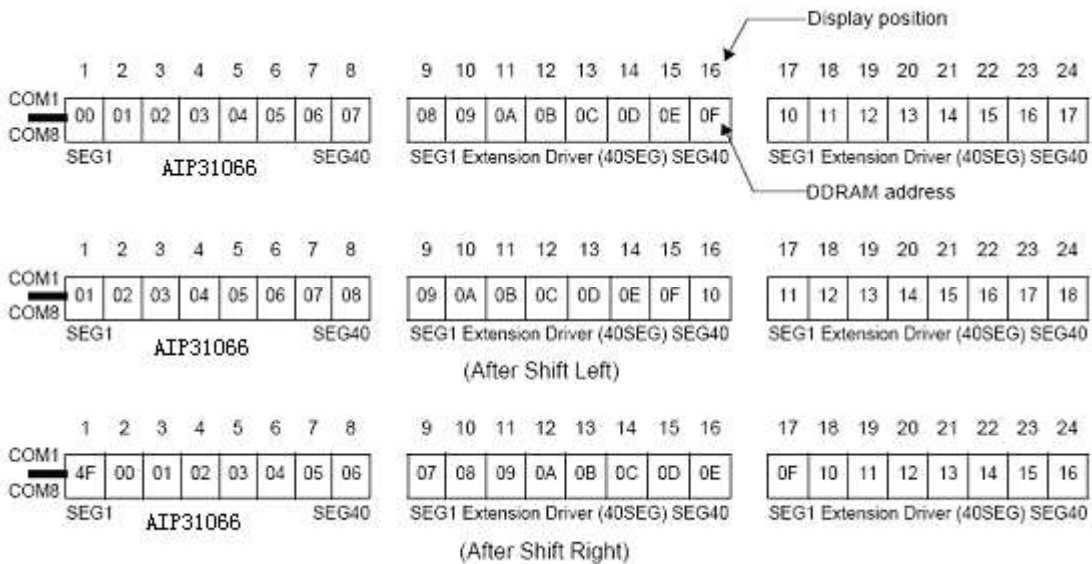 Display position
1 2 3 4 5 6 7 8 9 10 11 12 13 14 15 16 17 18 19 20 21 22 23 24
COM1
00 01 02 03 04 05 06 07 08 09 0A 0B 0C 0D 0E 0F 10 11 12 13 14 15 16 17
COM8
SEG1 AIP31066 SEG40 SEG1 Extension Driver (40SEG) SEG40 SEG1 Extension Driver (40SEG) SEG40
DDRAM address
1 2 3 4 5 6 7 8 9 10 11 12 13 14 15 16 17 18 19 20 21 22 23 24
COM1
01 02 03 04 05 06 07 08 09 0A 0B 0C 0D 0E 0F 10 11 12 13 14 15 16 17 18
COM8
SEG1 AIP31066 SEG40 SEG1 Extension Driver (40SEG) SEG40 SEG1 Extension Driver (40SEG) SEG40
(After Shift Left)
1 2 3 4 5 6 7 8 9 10 11 12 13 14 15 16 17 18 19 20 21 22 23 24
COM1
4F 00 01 02 03 04 05 06 07 08 09 0A 0B 0C 0D 0E 0F 10 11 12 13 14 15 16
COM8
SEG1 AIP31066 SEG40 SEG1 Extension Driver (40SEG) SEG40 SEG1 Extension Driver (40SEG) SEG40
(After Shift Right)